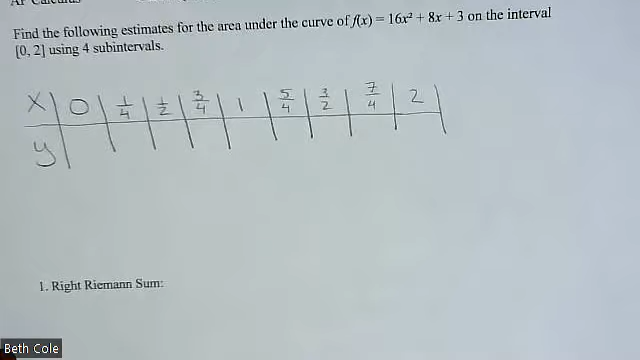 AP Calculus
Find the following estimates for the area under the curve of f(x) = 16x² + 8x + 3 on the interval
[0, 2] using 4 subintervals.
x 0 1/4 1/2 3/4 1 5/4 3/2 7/4 2
y
1. Right Riemann Sum:
Beth Cole